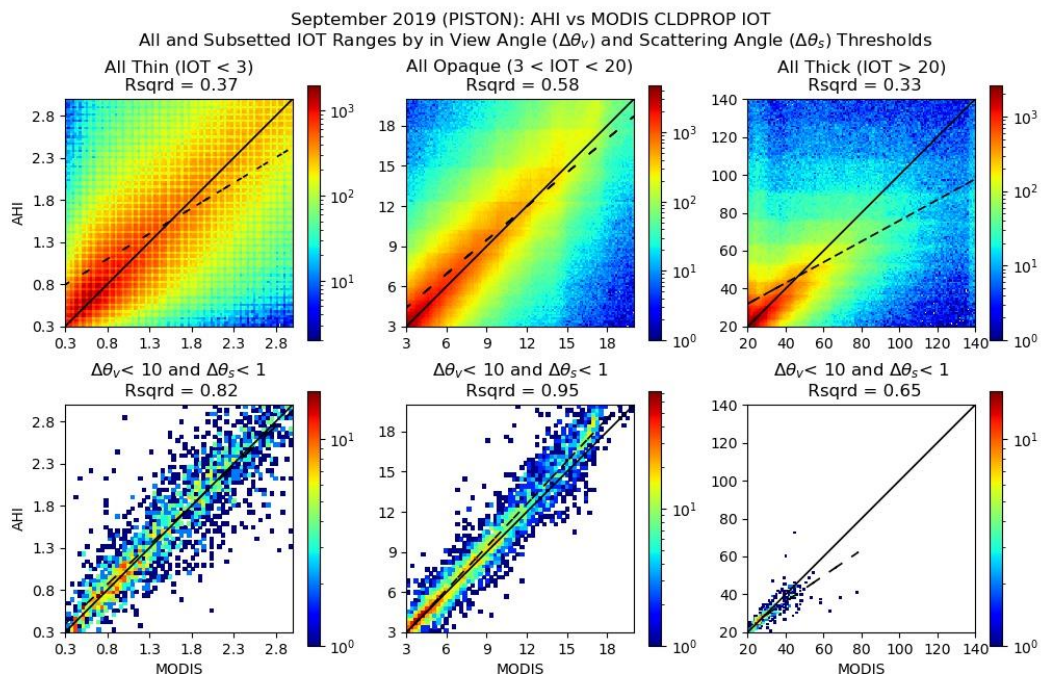 September 2019 (PISTON): AHI vs MODIS CLDPROP IOT
All and Subsetted IOT Ranges by in View Angle (Δθv) and Scattering Angle (Δθs) Thresholds
All Thin (IOT < 3)
Rsqrd = 0.37
2.8
2.3
1.8
1.3
0.8
0.3
AHI
0.3 0.8 1.3 1.8 2.3 2.8
10³
10²
10¹
All Opaque (3 < IOT < 20)
Rsqrd = 0.58
18
15
12
9
6
3
3 6 9 12 15 18
10³
10²
10¹
10⁰
All Thick (IOT > 20)
Rsqrd = 0.33
140
120
100
80
60
40
20
20 40 60 80 100 120 140
10³
10²
10¹
10⁰
Δθv< 10 and Δθs< 1
Rsqrd = 0.82
2.8
2.3
1.8
1.3
0.8
0.3
AHI
0.3 0.8 1.3 1.8 2.3 2.8
MODIS
10¹
10⁰
Δθv< 10 and Δθs< 1
Rsqrd = 0.95
18
15
12
9
6
3
3 6 9 12 15 18
MODIS
10¹
10⁰
Δθv< 10 and Δθs< 1
Rsqrd = 0.65
140
120
100
80
60
40
20
20 40 60 80 100 120 140
MODIS
10¹
10⁰